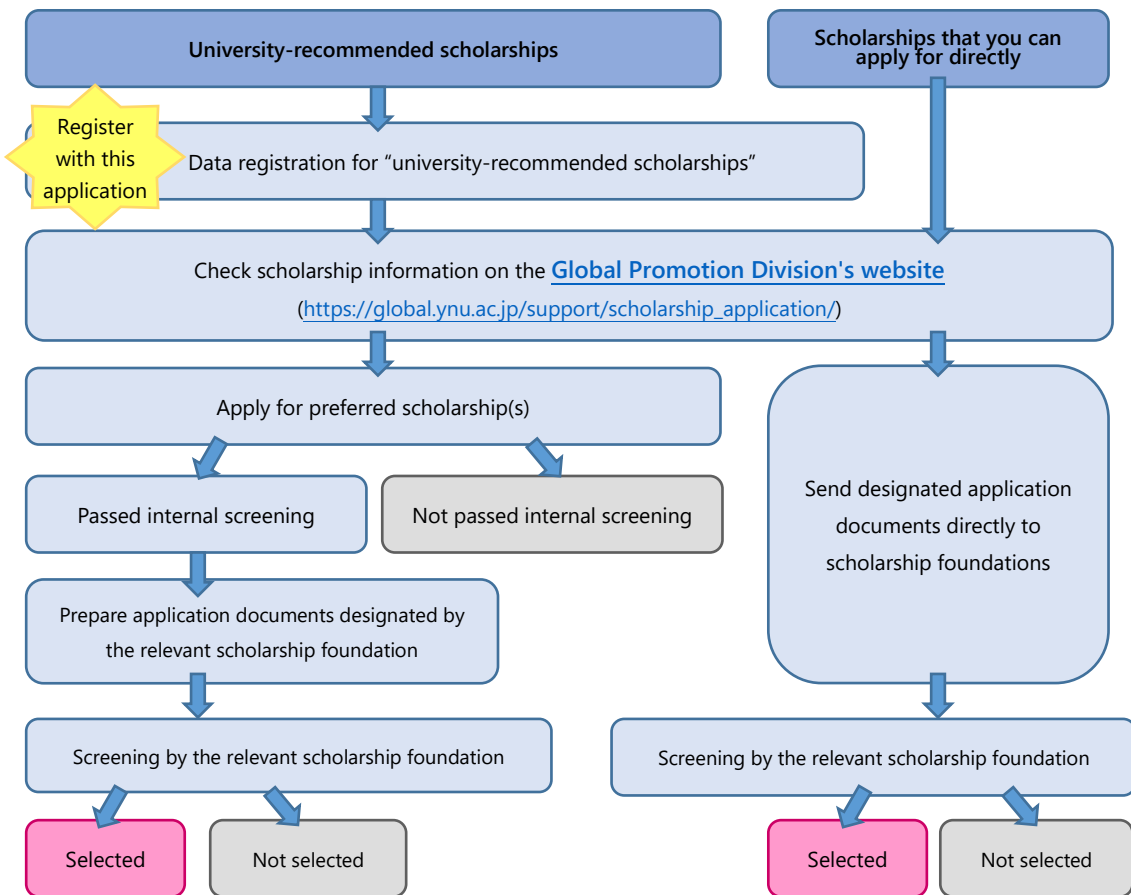 University-recommended scholarships
Scholarships that you can
apply for directly
Register
with this
application
Data registration for “university-recommended scholarships”
Check scholarship information on the Global Promotion Division's website
(https://global.ynu.ac.jp/support/scholarship_application/)
Apply for preferred scholarship(s)
Passed internal screening
Not passed internal screening
Send designated application
documents directly to
scholarship foundations
Prepare application documents designated by
the relevant scholarship foundation
Screening by the relevant scholarship foundation
Screening by the relevant scholarship foundation
Selected
Not selected
Selected
Not selected